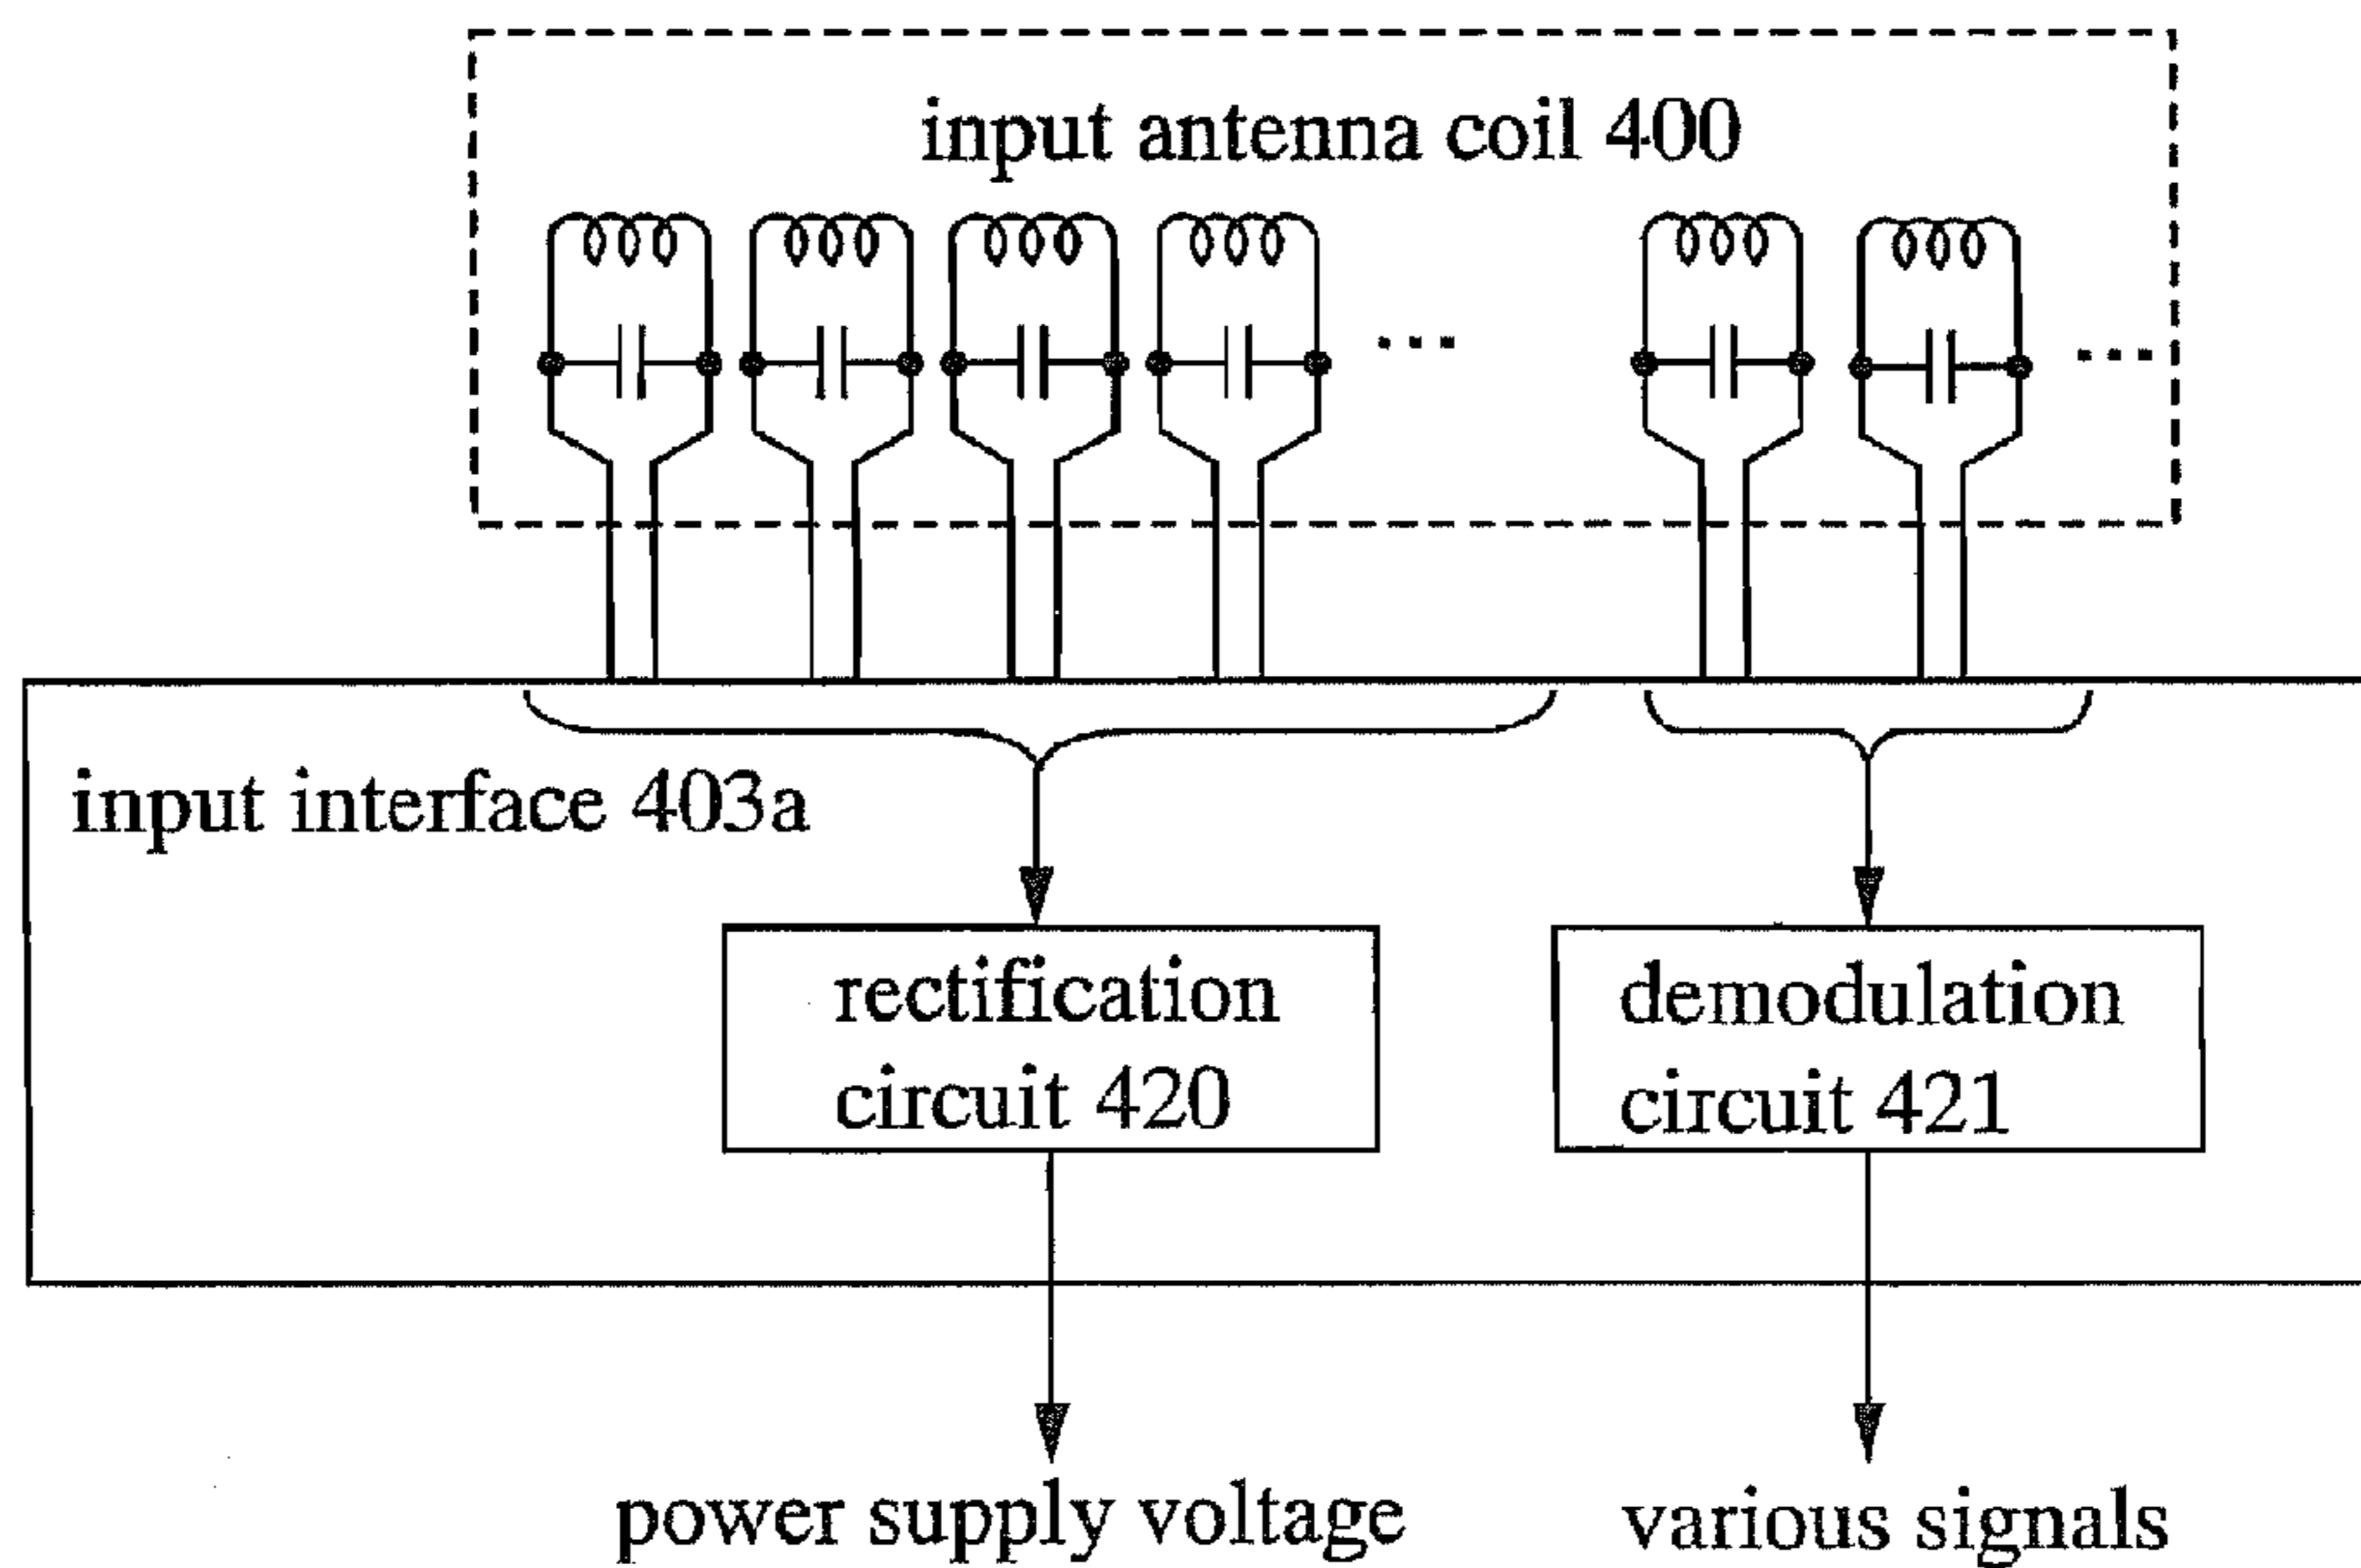 input antenna coil 400
...
...
input interface 403a
rectification
circuit 420
demodulation
circuit 421
power supply voltage
various signals